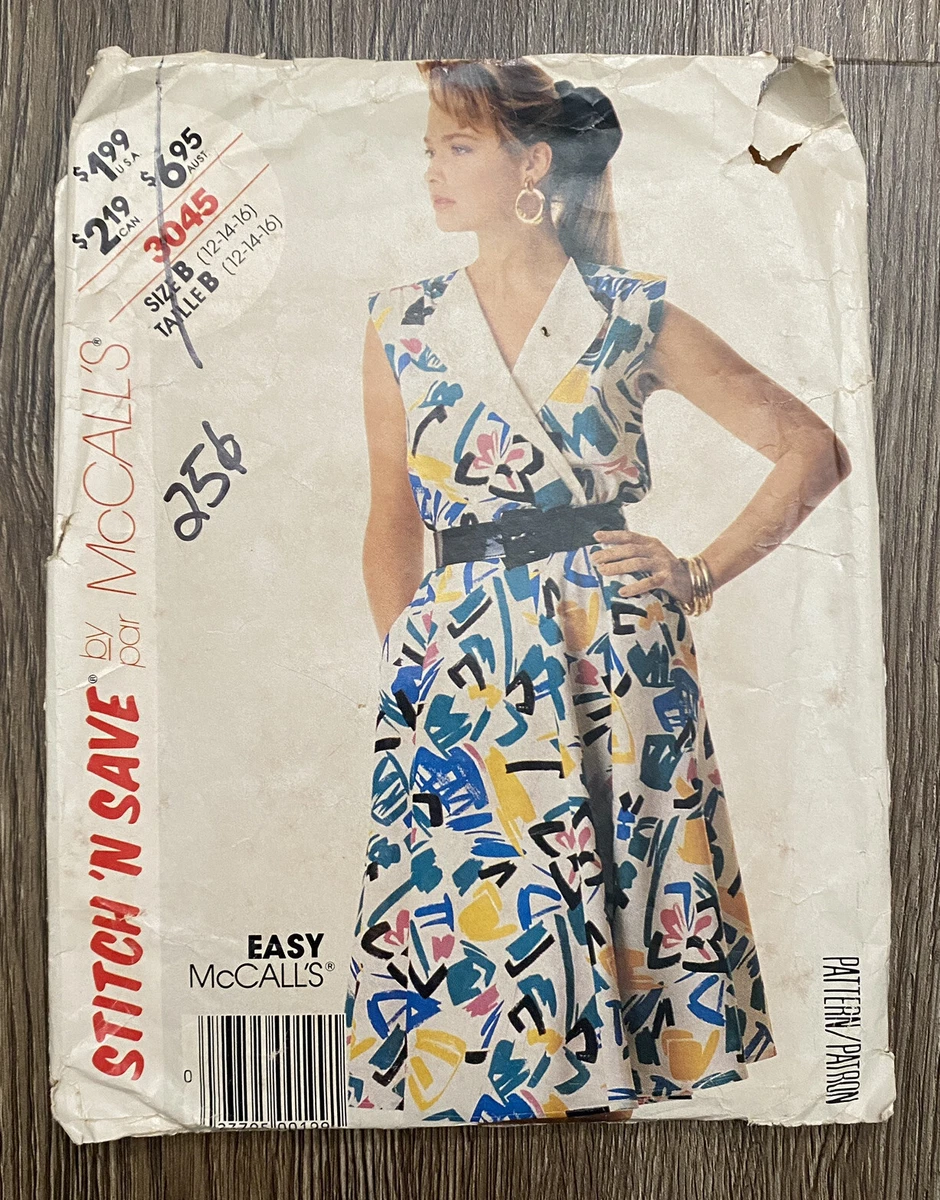 $1.99 USA
$6.95 AUST
$2.19 CAN.
3045
SIZE B (12-14-16)
TAILLE B (12-14-16)
25¢
STITCH 'N SAVE® by par McCALL'S®
EASY
McCALL'S®
0
PATTERN/PATRON